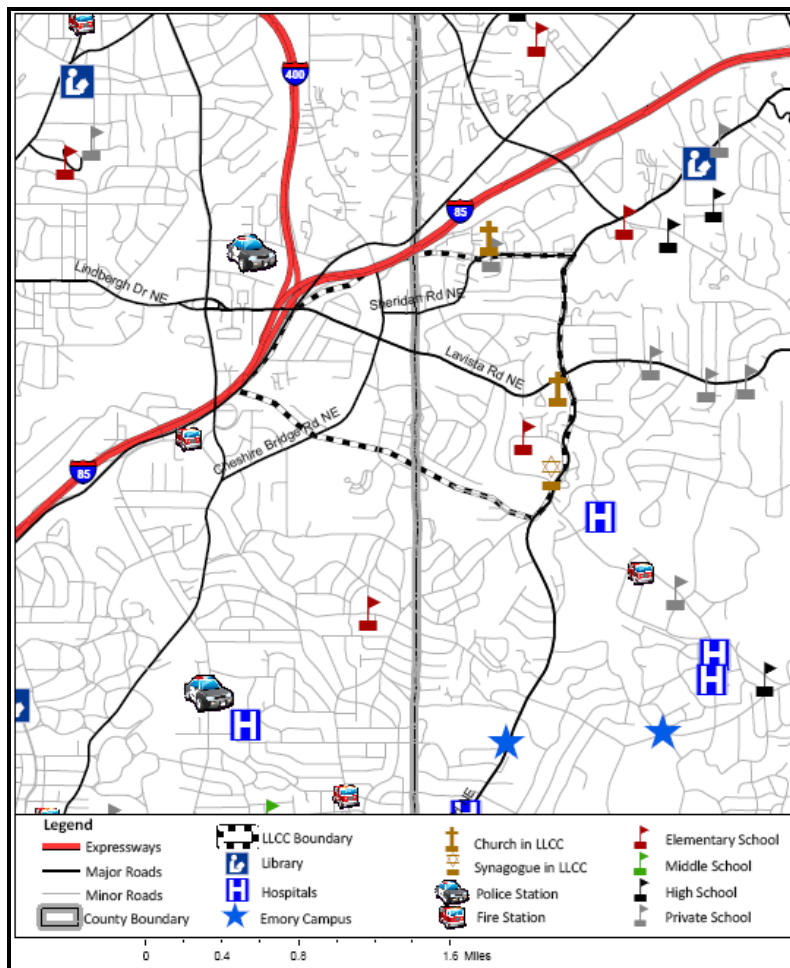 400
85
Lindbergh Dr NE
Sheridan Rd NE
Lavista Rd NE
Cheshire Bridge Rd NE
85
H
H
H
H
Legend
Expressways
Major Roads
Minor Roads
County Boundary
LLCC Boundary
Library
H Hospitals
Emory Campus
Church in LLCC
Synagogue in LLCC
Police Station
Fire Station
Elementary School
Middle School
High School
Private School
0 0.4 0.8 1.6 Miles